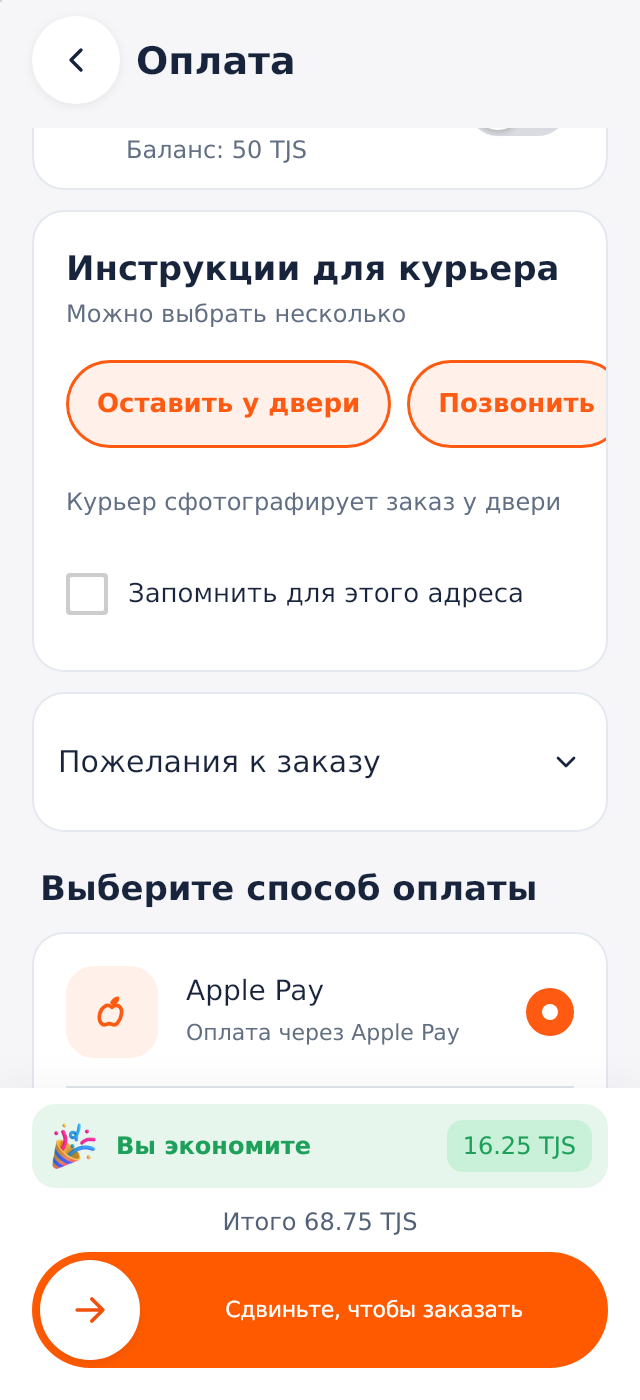 Оплата
Баланс: 50 TJS
Инструкции для курьера
Можно выбрать несколько
Оставить у двери
Позвонить
Курьер сфотографирует заказ у двери
Запомнить для этого адреса
Пожелания к заказу
Выберите способ оплаты
Apple Pay
Оплата через Apple Pay
Вы экономите
16.25 TJS
Итого 68.75 TJS
Сдвиньте, чтобы заказать